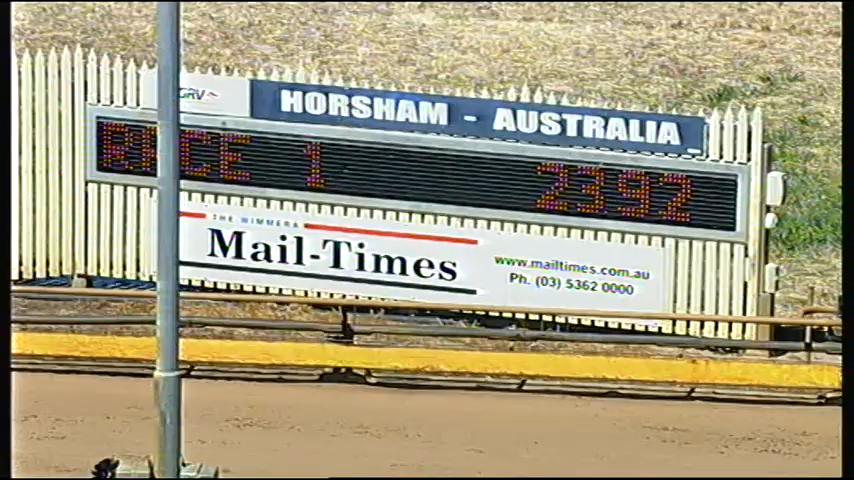 GRV
HORSHAM - AUSTRALIA
RACE 1 2392
THE WIMMERA
Mail-Times
www.mailtimes.com.au
Ph. (03) 5362 0000